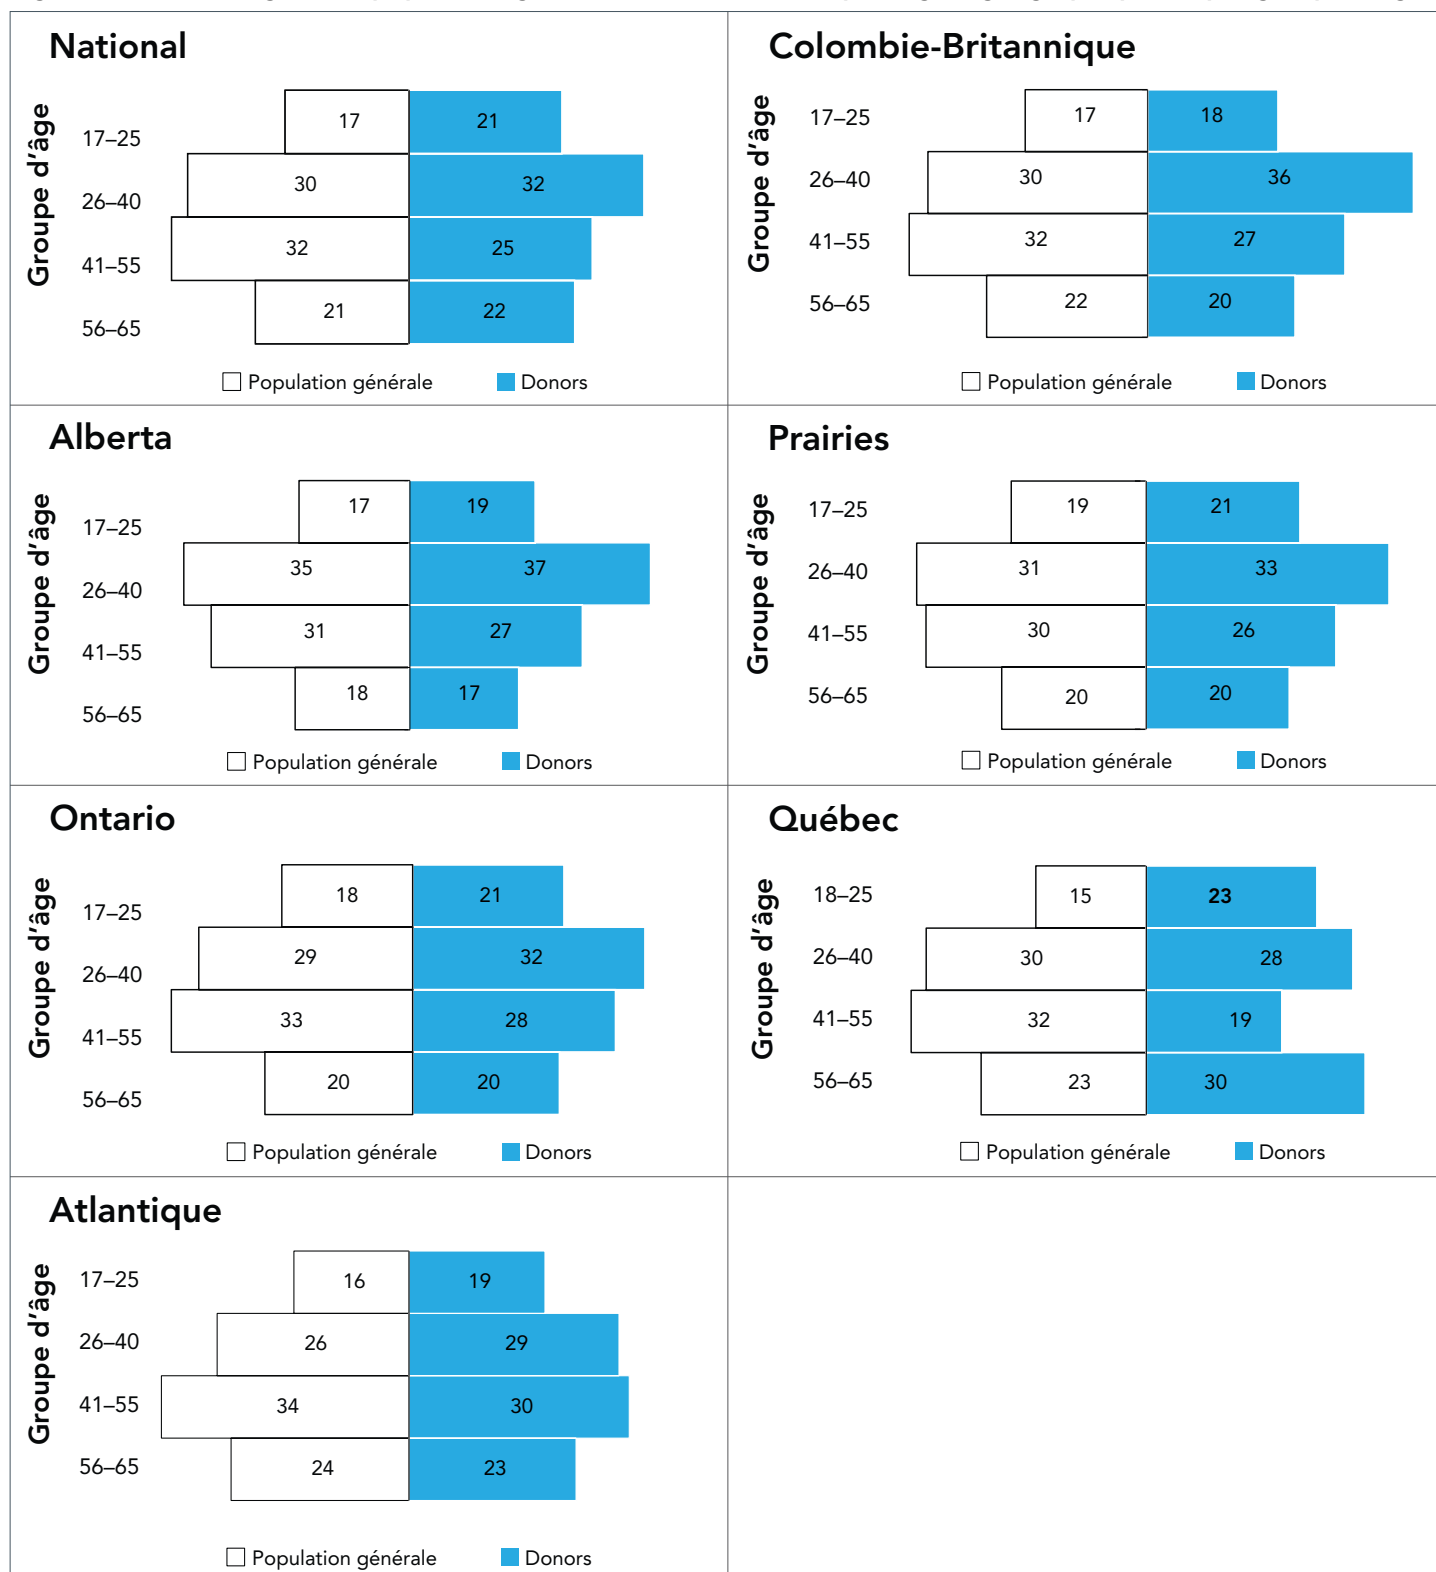 National
Groupe d'âge
17–25 17 21
26–40 30 32
41–55 32 25
56–65 21 22
Population générale Donors
Colombie-Britannique
Groupe d'âge
17–25 17 18
26–40 30 36
41–55 32 27
56–65 22 20
Population générale Donors
Alberta
Groupe d'âge
17–25 17 19
26–40 35 37
41–55 31 27
56–65 18 17
Population générale Donors
Prairies
Groupe d'âge
17–25 19 21
26–40 31 33
41–55 30 26
56–65 20 20
Population générale Donors
Ontario
Groupe d'âge
17–25 18 21
26–40 29 32
41–55 33 28
56–65 20 20
Population générale Donors
Québec
Groupe d'âge
18–25 15 23
26–40 30 28
41–55 32 19
56–65 23 30
Population générale Donors
Atlantique
Groupe d'âge
17–25 16 19
26–40 26 29
41–55 34 30
56–65 24 23
Population générale Donors